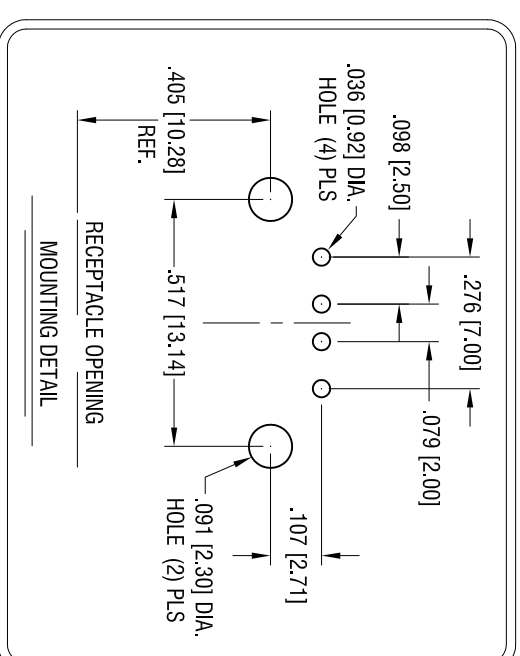 .276 [7.00]
.098 [2.50]
.079 [2.00]
.036 [0.92] DIA.
HOLE (4) PLS
.107 [2.71]
.405 [10.28]
REF.
.517 [13.14]
.091 [2.30] DIA.
HOLE (2) PLS
RECEPTACLE OPENING
MOUNTING DETAIL